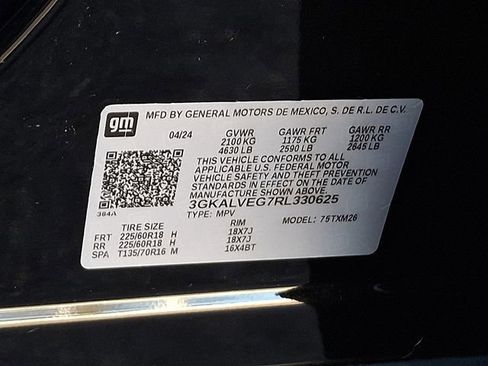 gm
MFD BY GENERAL MOTORS DE MEXICO, S. DE R.L. DE C.V.
04/24 GVWR GAWR FRT GAWR RR
2100 KG 1175 KG 1200 KG
4630 LB 2590 LB 2645 LB
THIS VEHICLE CONFORMS TO ALL
APPLICABLE U.S. FEDERAL MOTOR
VEHICLE SAFETY AND THEFT PREVENTION
STANDARDS IN EFFECT ON THE DATE OF
MANUFACTURE SHOWN ABOVE.
3GKALVEG7RL330625
384A TYPE: MPV MODEL: 75TXM26
TIRE SIZE RIM
FRT 225/60R18 H 18X7J
RR 225/60R18 H 18X7J
SPA T135/70R16 M 16X4BT